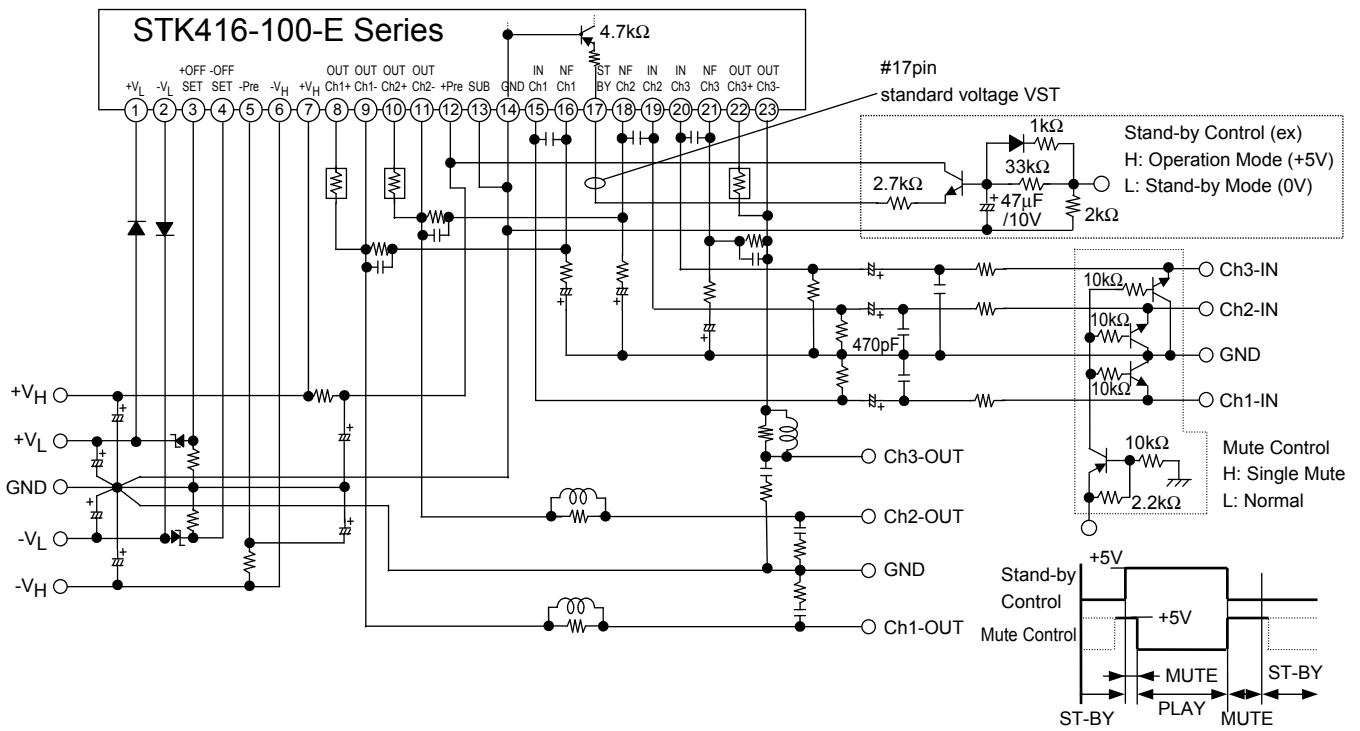 STK416-100-E Series
4.7kΩ
+VL
-VL
+OFF SET
-OFF SET
-Pre
-VH
+VH
OUT Ch1+
OUT Ch1-
OUT Ch2+
OUT Ch2-
+Pre
SUB
GND
IN Ch1
NF Ch1
ST BY
NF Ch2
IN Ch2
IN Ch3
NF Ch3
OUT Ch3+
OUT Ch3-
1 2 3 4 5 6 7 8 9 10 11 12 13 14 15 16 17 18 19 20 21 22 23
#17pin
standard voltage VST
1kΩ
33kΩ
2.7kΩ
47μF
/10V
2kΩ
Stand-by Control (ex)
H: Operation Mode (+5V)
L: Stand-by Mode (0V)
Ch3-IN
10kΩ
Ch2-IN
10kΩ
470pF
GND
10kΩ
Ch1-IN
+VH
+VL
GND
-VL
-VH
10kΩ
2.2kΩ
Mute Control
H: Single Mute
L: Normal
Ch3-OUT
Ch2-OUT
GND
Ch1-OUT
+5V
Stand-by
Control
+5V
Mute Control
MUTE
ST-BY
PLAY
ST-BY
MUTE